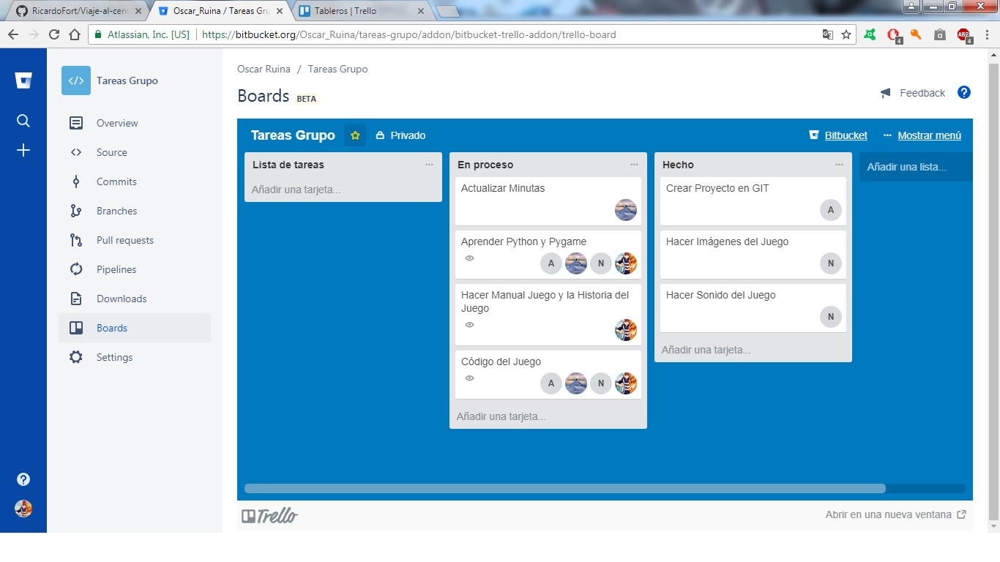 RicardoFort/Viaje-al-cent
Oscar_Ruina / Tareas Gru
Tableros | Trello
Atlassian, Inc. [US]
https://bitbucket.org/Oscar_Ruina/tareas-grupo/addon/bitbucket-trello-addon/trello-board
4
a
ABP
4
Tareas Grupo
Overview
Source
Commits
Branches
Pull requests
Pipelines
Downloads
Boards
Settings
Oscar Ruina / Tareas Grupo
Boards BETA
Feedback
Tareas Grupo
Privado
Bitbucket
··· Mostrar menú
Lista de tareas ···
Añadir una tarjeta...
En proceso ···
Actualizar Minutas
Aprender Python y Pygame
A N
Hacer Manual Juego y la Historia del
Juego
Código del Juego
A N
Añadir una tarjeta...
Hecho ···
Crear Proyecto en GIT
A
Hacer Imágenes del Juego
N
Hacer Sonido del Juego
N
Añadir una tarjeta...
Añadir una lista...
Trello
Abrir en una nueva ventana